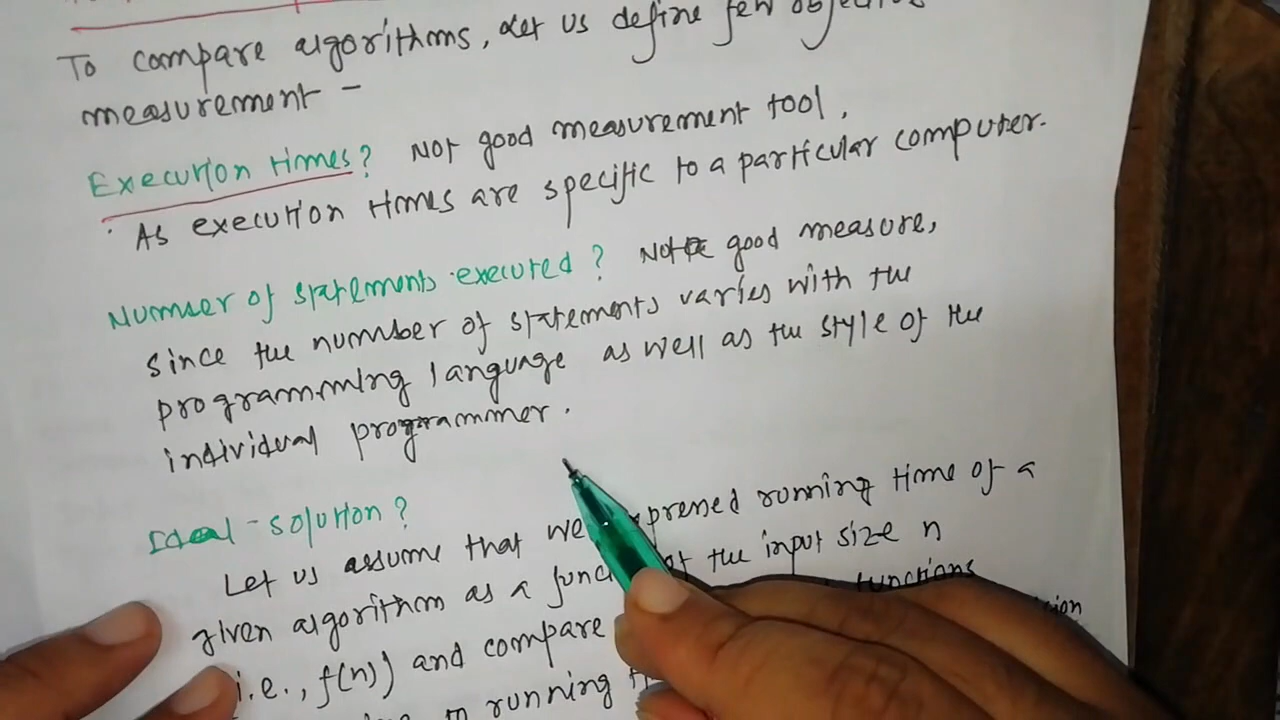 To compare algorithms, Let us define few
measurement -
Execution times? Not good measurement tool,
As execution times are specific to a particular computer.
Number of statements executed? Not good measure,
since the number of statements varies with the
programming language as well as the style of the
individual programmer.
Ideal-solution?
Let us assume that we running time of a
given algorithm as a the input size n
i.e., f(n)) and compare functions
running